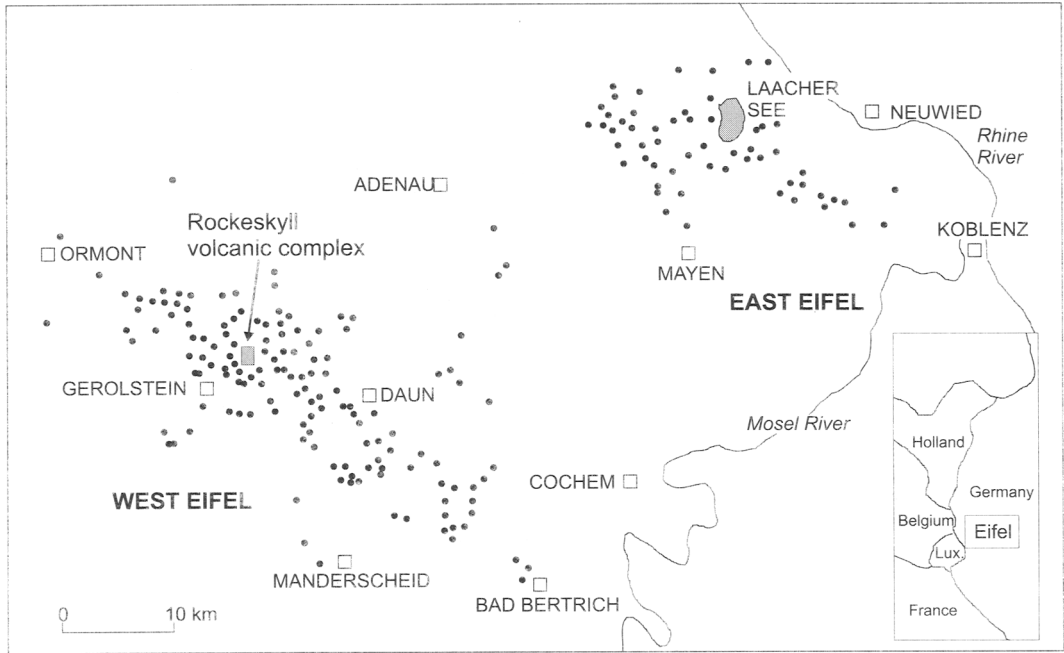 LAACHER
SEE
NEUWIED
Rhine
River
ADENAU
Rockeskyll
volcanic complex
ORMONT
KOBLENZ
MAYEN
EAST EIFEL
GEROLSTEIN
DAUN
Mosel River
Holland
COCHEM
WEST EIFEL
Germany
Belgium
Eifel
Lux.
MANDERSCHEID
BAD BERTRICH
0 10 km
France